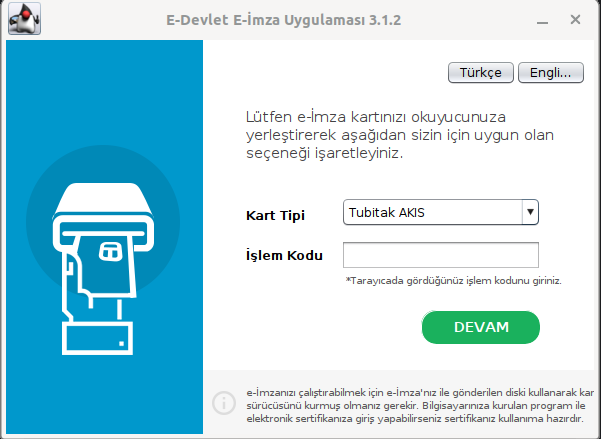 E-Devlet E-İmza Uygulaması 3.1.2
Türkçe Engli...
Lütfen e-İmza kartınızı okuyucunuza
yerleştirerek aşağıdan sizin için uygun olan
seçeneği işaretleyiniz.
Kart Tipi Tubitak AKIS
İşlem Kodu
*Tarayıcada gördüğünüz işlem kodunu giriniz.
DEVAM
e-İmzanızı çalıştırabilmek için e-İmza'nız ile gönderilen diski kullanarak kar
sürücüsünü kurmuş olmanız gerekir. Bilgisayarınıza kurulan program ile
elektronik sertifikanıza giriş yapabilirseniz sertifikanız kullanıma hazırdır.